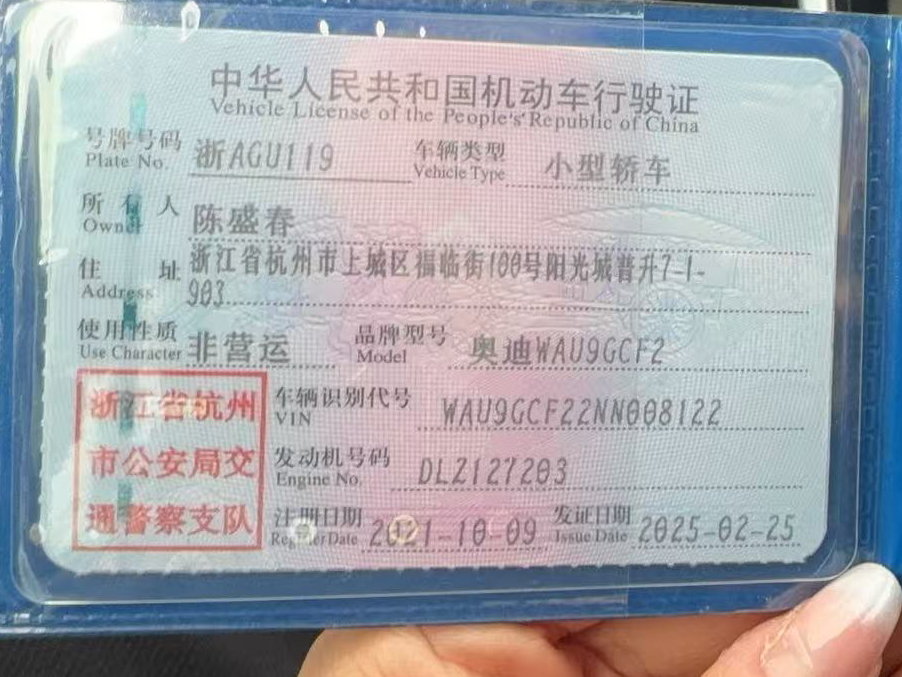 中华人民共和国机动车行驶证
Vehicle License of the People's Republic of China
号牌号码 浙AGU119 车辆类型 小型轿车
Plate No. Vehicle Type
所有人 陈盛春
Owner
住址 浙江省杭州市上城区福临街100号阳光城普升7-1-
Address 903
使用性质 非营运 品牌型号 奥迪WAU9GCF2
Use Character Model
浙江省杭州 车辆识别代号 WAU9GCF22NN008122
VIN
市公安局交 发动机号码 DLZ127203
Engine No.
通警察支队 注册日期 2021-10-09 发证日期 2025-02-25
Register Date Issue Date